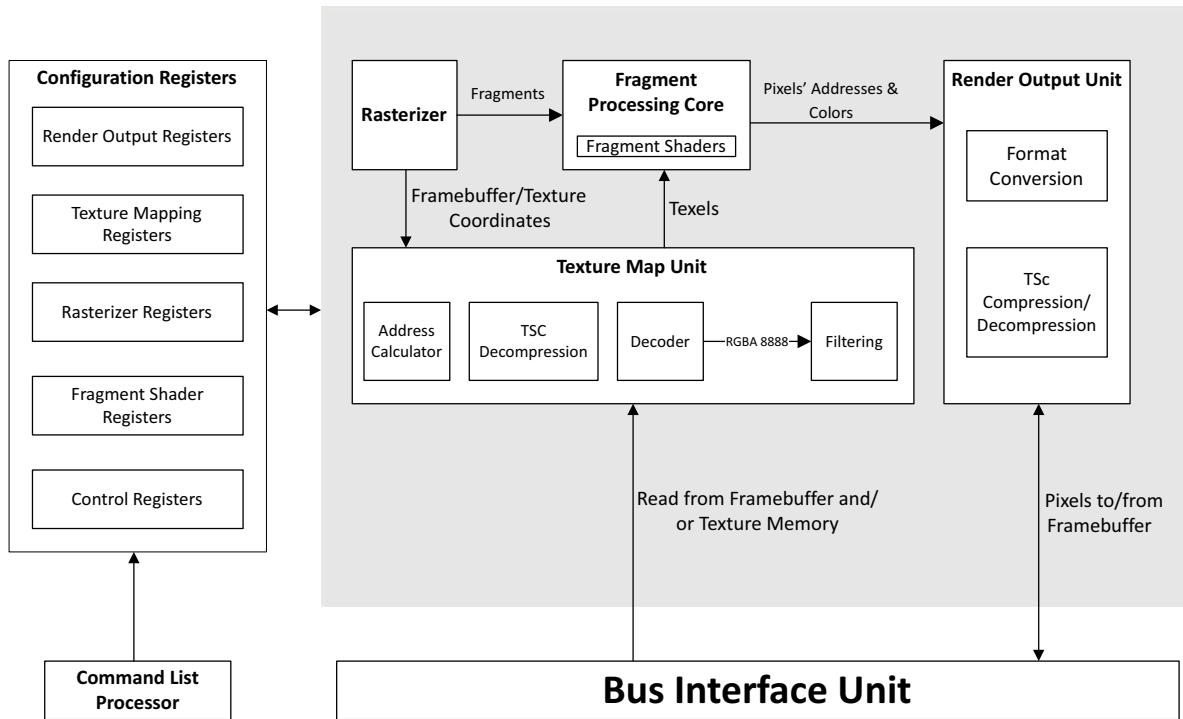 Configuration Registers
Render Output Registers
Texture Mapping
Registers
Rasterizer Registers
Fragment Shader
Registers
Control Registers
Command List
Processor
Rasterizer
Fragments
Fragment
Processing Core
Fragment Shaders
Pixels' Addresses &
Colors
Render Output Unit
Format
Conversion
TSc
Compression/
Decompression
Framebuffer/Texture
Coordinates
Texels
Texture Map Unit
Address
Calculator
TSC
Decompression
Decoder
RGBA 8888
Filtering
Read from Framebuffer and/
or Texture Memory
Pixels to/from
Framebuffer
Bus Interface Unit